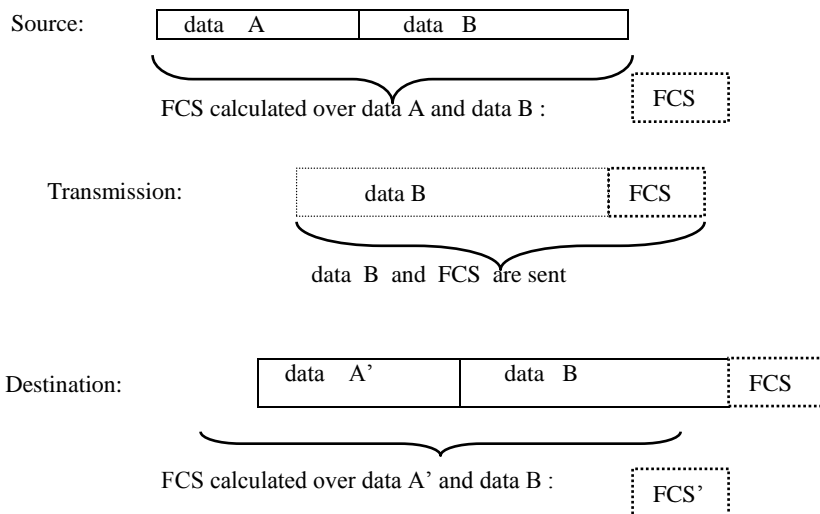 Source: data A data B
FCS calculated over data A and data B : FCS
Transmission: data B FCS
data B and FCS are sent
Destination: data A’ data B FCS
FCS calculated over data A’ and data B : FCS’